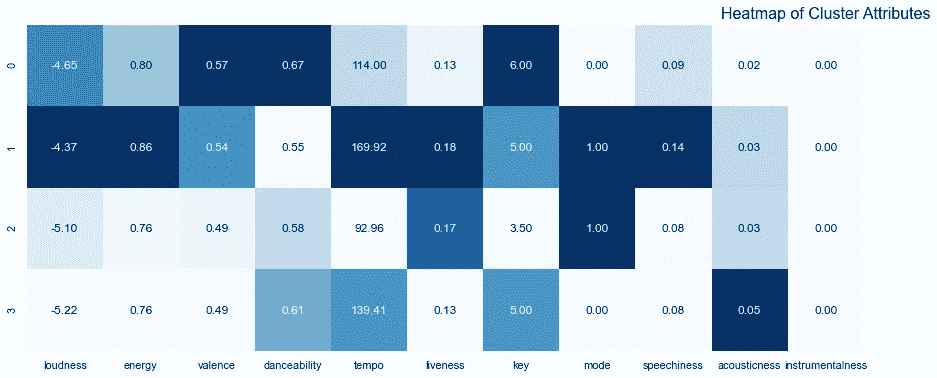 Heatmap of Cluster Attributes
0 -4.65 0.80 0.57 0.67 114.00 0.13 6.00 0.00 0.09 0.02 0.00
1 -4.37 0.86 0.54 0.55 169.92 0.18 5.00 1.00 0.14 0.03 0.00
2 -5.10 0.76 0.49 0.58 92.96 0.17 3.50 1.00 0.08 0.03 0.00
3 -5.22 0.76 0.49 0.61 139.41 0.13 5.00 0.00 0.08 0.05 0.00
loudness energy valence danceability tempo liveness key mode speechiness acousticness instrumentalness